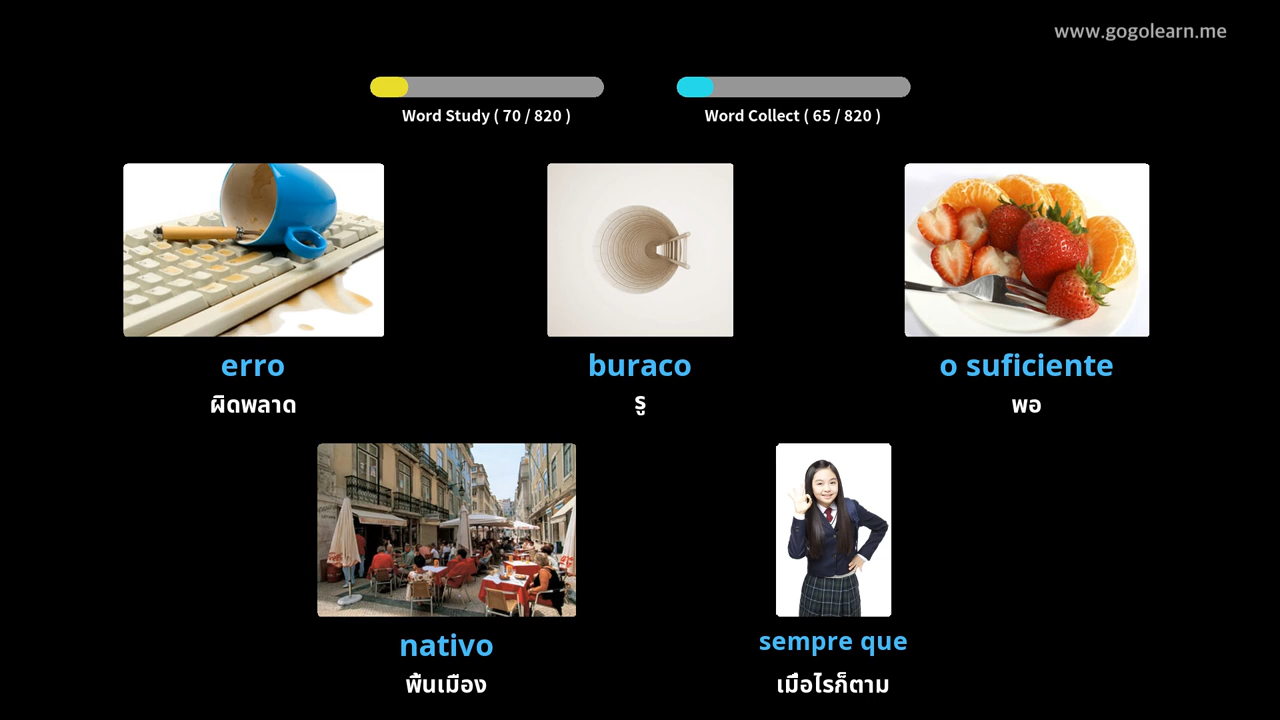 www.gogolearn.me
Word Study ( 70 / 820 )
Word Collect ( 65 / 820 )
erro
ผิดพลาด
buraco
รู
o suficiente
พอ
nativo
พื้นเมือง
sempre que
เมื่อไรก็ตาม